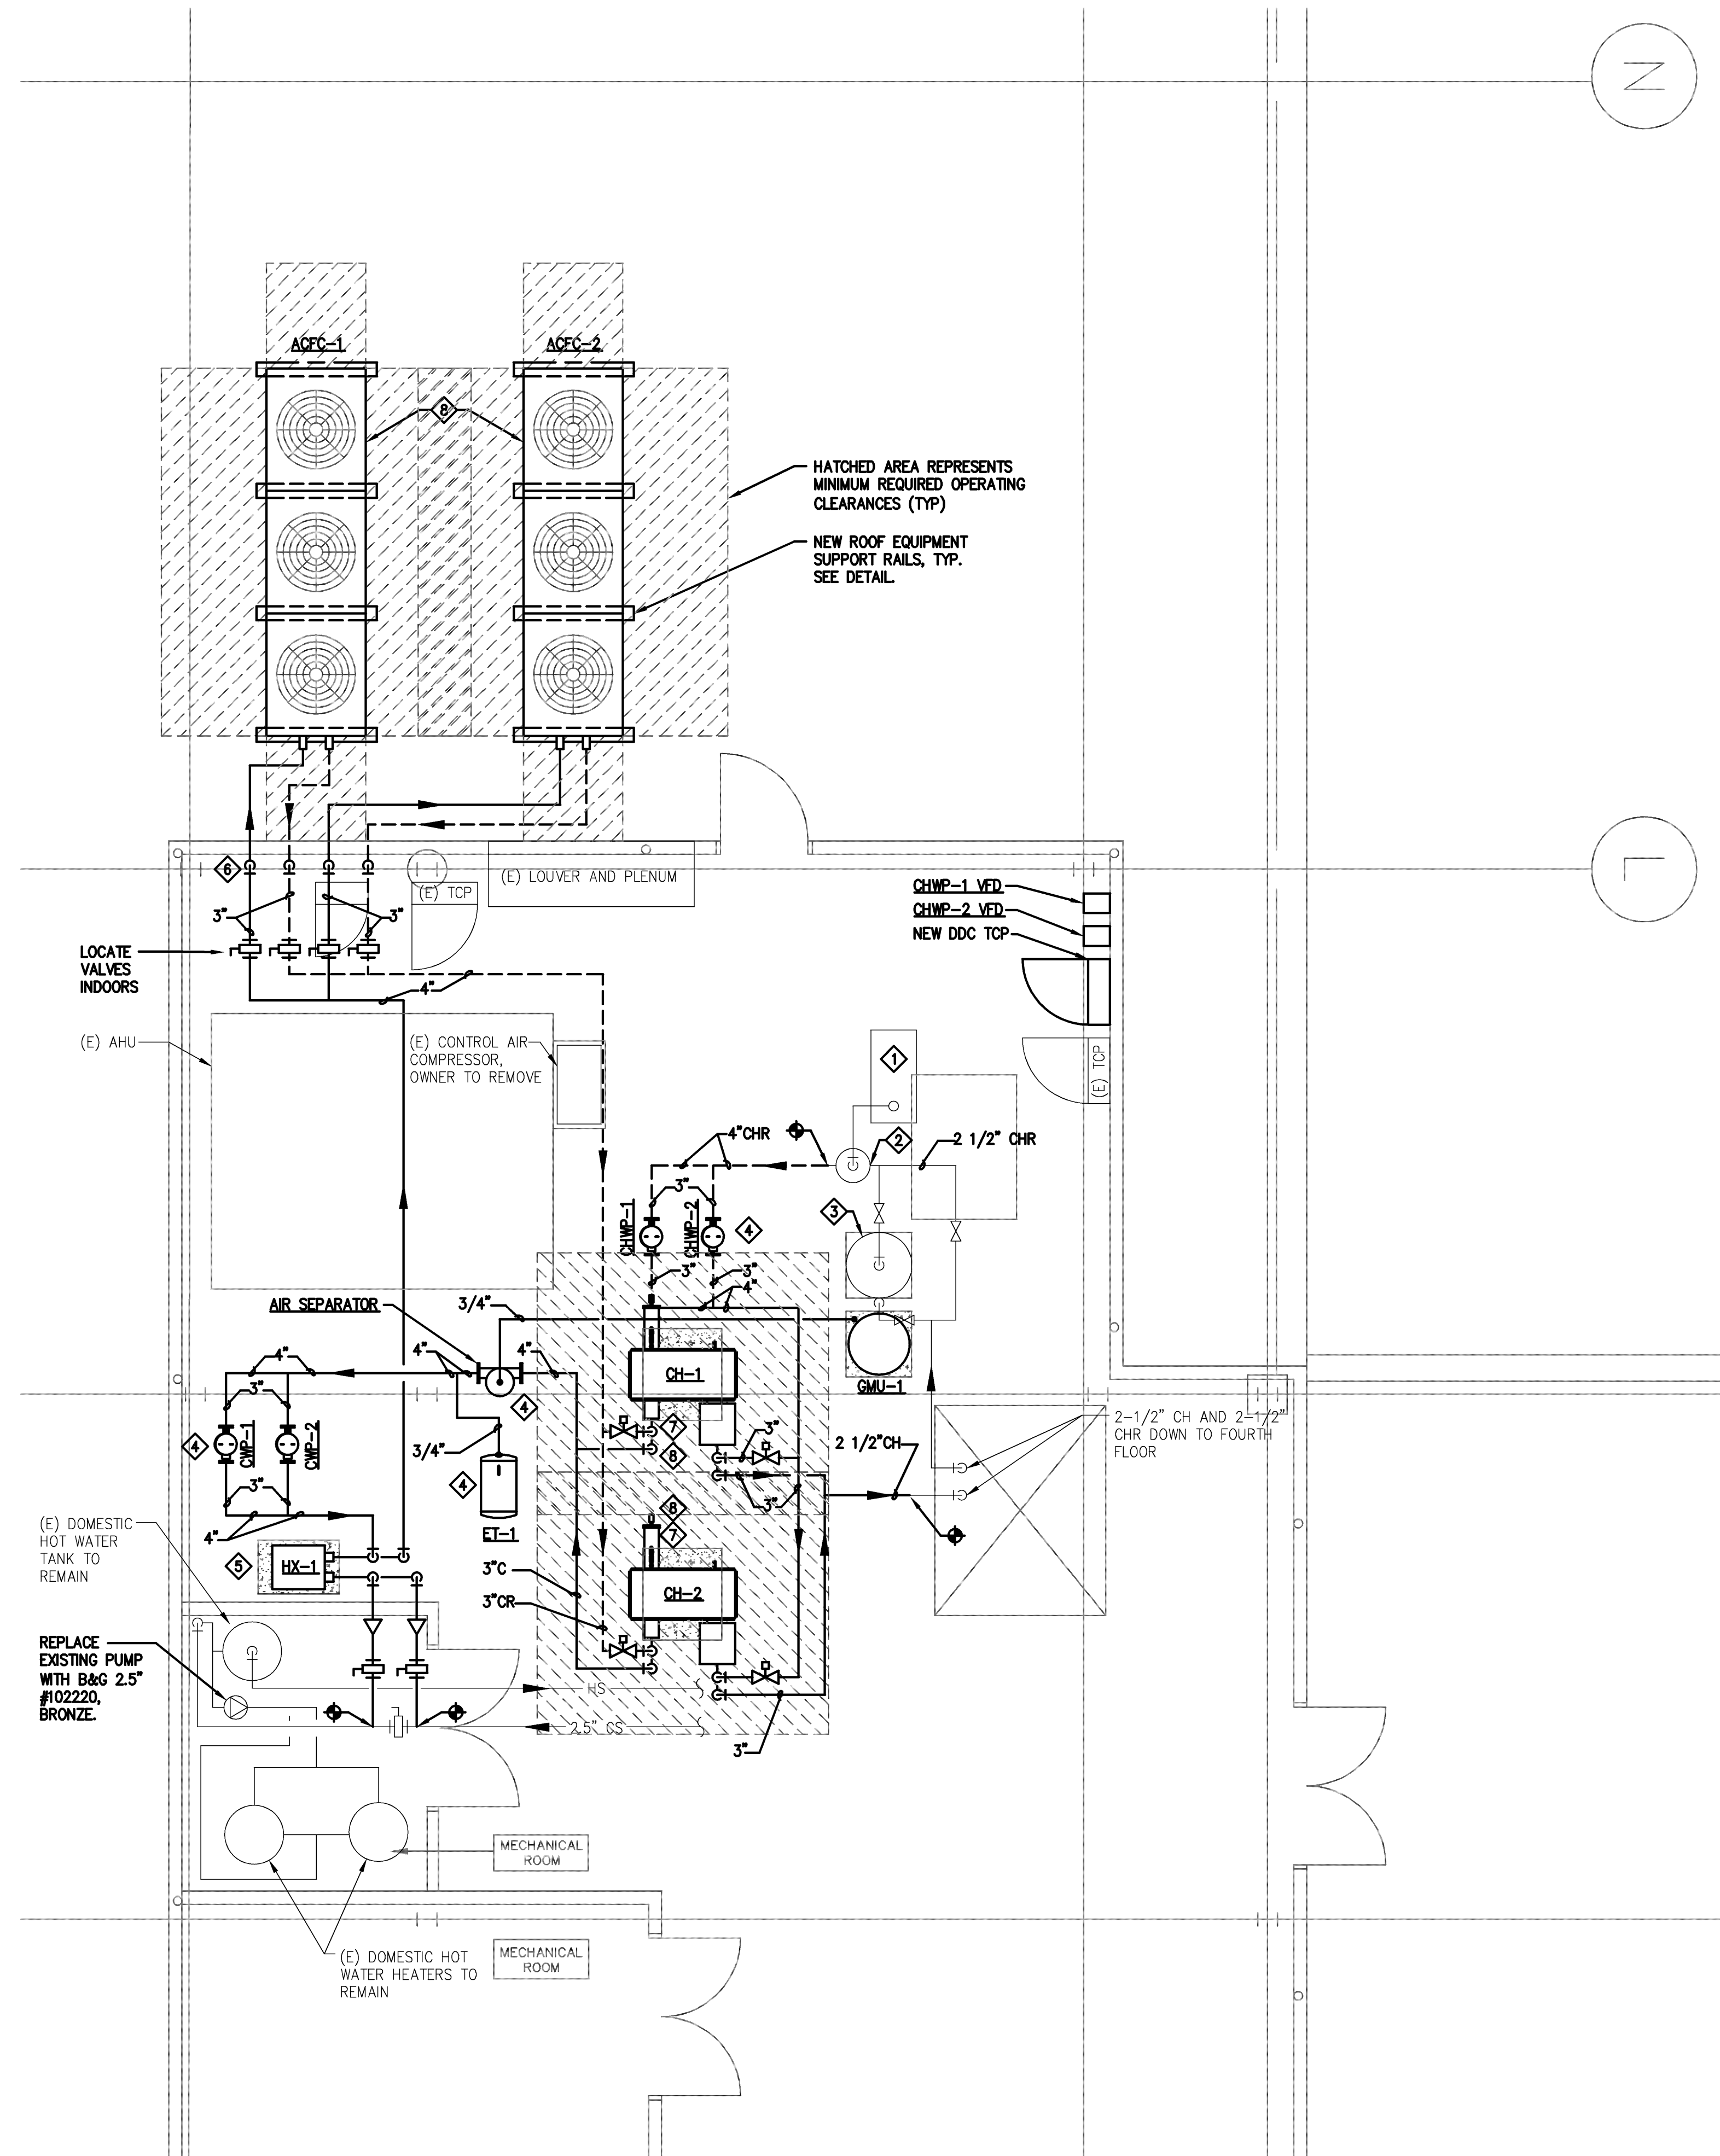 N
ACFC-1
ACFC-2
8
HATCHED AREA REPRESENTS
MINIMUM REQUIRED OPERATING
CLEARANCES (TYP)
NEW ROOF EQUIPMENT
SUPPORT RAILS, TYP.
SEE DETAIL.
L
6
(E) LOUVER AND PLENUM
(E) TCP
CHWP-1 VFD
CHWP-2 VFD
NEW DDC TCP
3"
3"
LOCATE
VALVES
INDOORS
4"
(E) AHU
(E) CONTROL AIR
COMPRESSOR,
OWNER TO REMOVE
1
(E) TCP
4"CHR
2
2 1/2" CHR
3"
CHWP-1
CHWP-2
4
3
3"
3"
4"
AIR SEPARATOR
3/4"
4"
4"
4"
CH-1
GMU-1
4
3"
CWP-1
CWP-2
4
7
8
3"
2 1/2"CH
2-1/2" CH AND 2-1/2"
CHR DOWN TO FOURTH
FLOOR
3/4"
4
3"
3"
8
7
ET-1
4"
(E) DOMESTIC
HOT WATER
TANK TO
REMAIN
5
HX-1
3"C
3"CR
CH-2
REPLACE
EXISTING PUMP
WITH B&G 2.5"
#102220,
BRONZE.
HS
2.5" CS
3"
MECHANICAL
ROOM
(E) DOMESTIC HOT
WATER HEATERS TO
REMAIN
MECHANICAL
ROOM